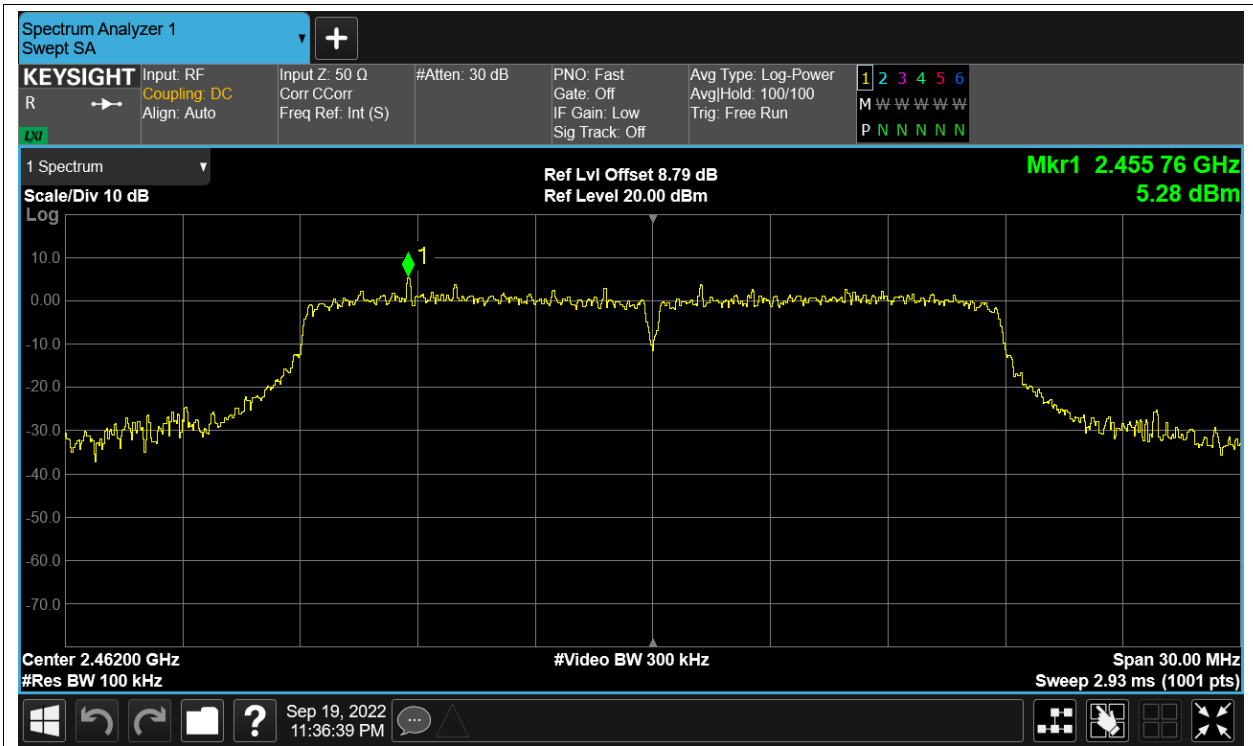 Spectrum Analyzer 1
Swept SA
▼
+
KEYSIGHT
R
LXI
Input: RF
Coupling: DC
Align: Auto
Input Z: 50 Ω
Corr CCorr
Freq Ref: Int (S)
#Atten: 30 dB
PNO: Fast
Gate: Off
IF Gain: Low
Sig Track: Off
Avg Type: Log-Power
Avg|Hold: 100/100
Trig: Free Run
1 2 3 4 5 6
M W W W W W W
P N N N N N N
1 Spectrum ▼
Scale/Div 10 dB
Log
Ref Lvl Offset 8.79 dB
Ref Level 20.00 dBm
Mkr1 2.455 76 GHz
5.28 dBm
1
10.0
0.00
-10.0
-20.0
-30.0
-40.0
-50.0
-60.0
-70.0
Center 2.46200 GHz
#Res BW 100 kHz
#Video BW 300 kHz
Span 30.00 MHz
Sweep 2.93 ms (1001 pts)
?
Sep 19, 2022
11:36:39 PM
...